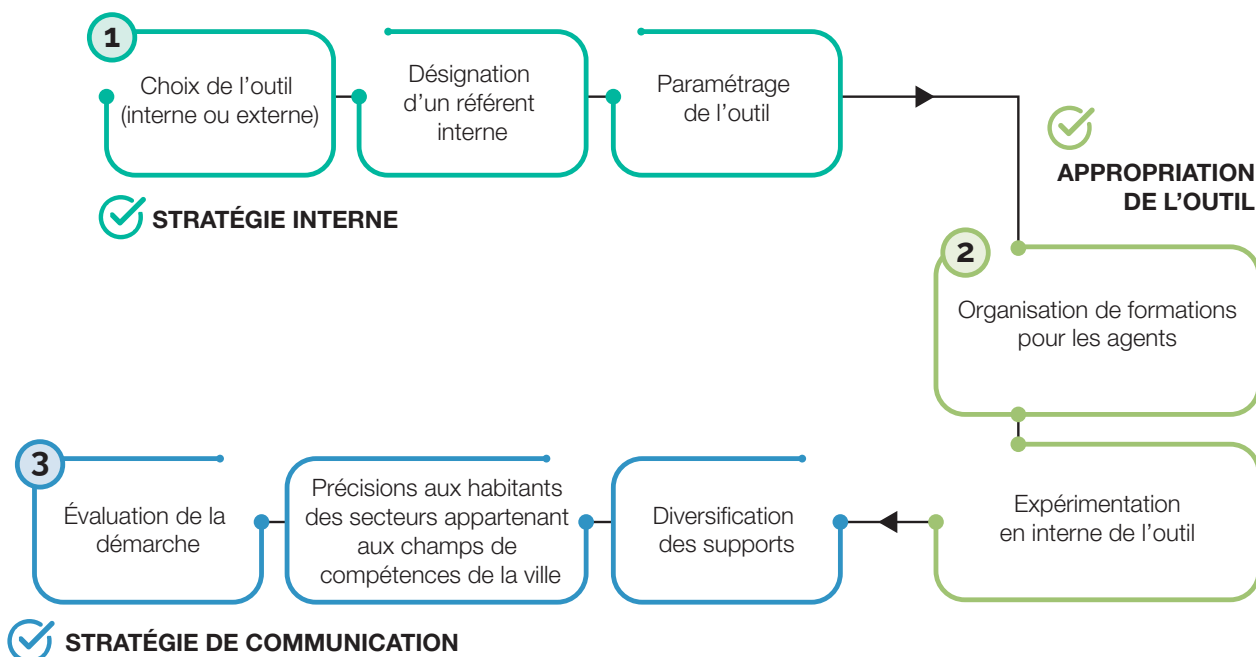 1
Choix de l’outil
(interne ou externe)
Désignation
d’un référent
interne
Paramétrage
de l’outil
STRATÉGIE INTERNE
APPROPRIATION
DE L’OUTIL
2
Organisation de formations
pour les agents
Expérimentation
en interne de l’outil
Diversification
des supports
Précisions aux habitants
des secteurs appartenant
aux champs de
compétences de la ville
3
Évaluation de la
démarche
STRATÉGIE DE COMMUNICATION